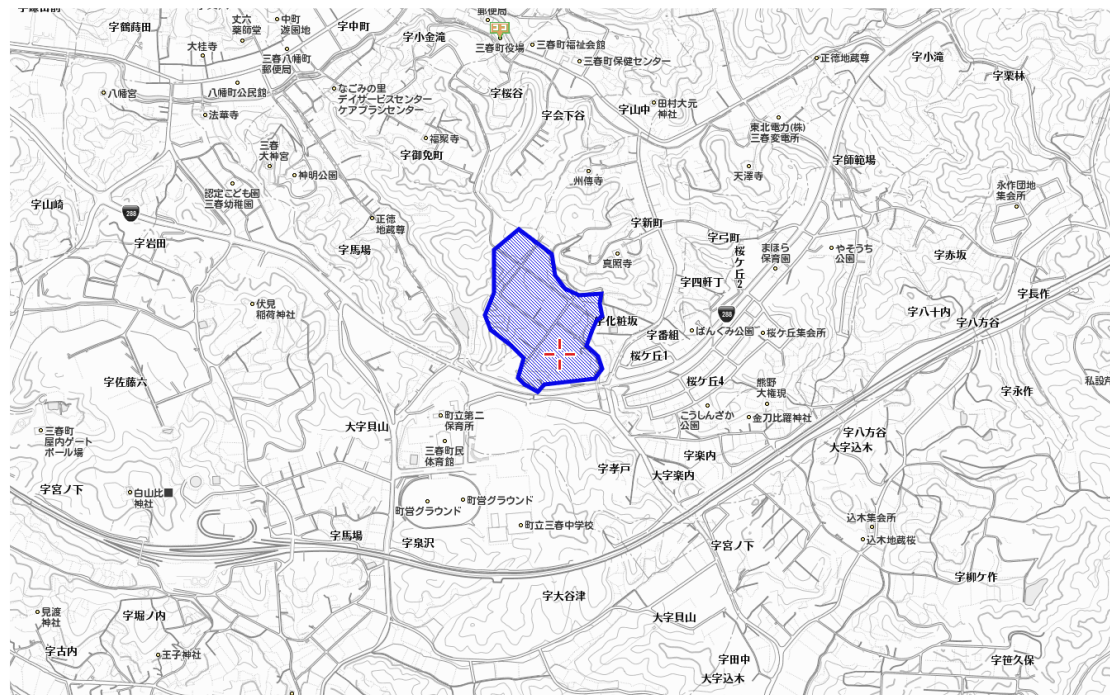 字鶴蒔田
丈六
薬師堂
中町
遊園地
字中町
郵便局
字小金滝
三春町役場
三春町福祉会館
三春町保健センター
正徳地蔵尊
字小滝
字栗林
大桂寺
三春八幡町
郵便局
八幡宮
八幡町公民館
法華寺
なごみの里
デイサービスセンター
ケアプランセンター
字桜谷
字会下谷
字山中
田村大元
神社
東北電力(株)
三春変電所
福聚寺
字御免町
三春
大神宮
神明公園
認定こども園
三春幼稚園
州傳寺
天澤寺
字師範場
永作団地
集会所
字山崎
288
字岩田
正徳
地蔵尊
字馬場
字新町
真照寺
字弓町
桜ケ丘2
まほら
保育園
やそうち
公園
字赤坂
字四軒丁
字長作
伏見
稲荷神社
字化粧坂
字番組
288
ばんぐみ公園
桜ケ丘集会所
字八十内
字八方谷
桜ケ丘1
桜ケ丘4
熊野
大権現
こうしんざか
公園
金刀比羅神社
字永作
字佐藤六
大字貝山
町立第二
保育所
三春町民
体育館
三春町
屋内ゲート
ボール場
字八方谷
大字込木
字楽内
大字楽内
字孝戸
字宮ノ下
白山比■
神社
町営グラウンド
町営グラウンド
町立三春中学校
字馬場
字泉沢
字宮ノ下
込木集会所
込木地蔵桜
字柳ケ作
字大谷津
大字貝山
見渡
神社
字堀ノ内
字古内
王子神社
字田中
大字込木
字笹久保